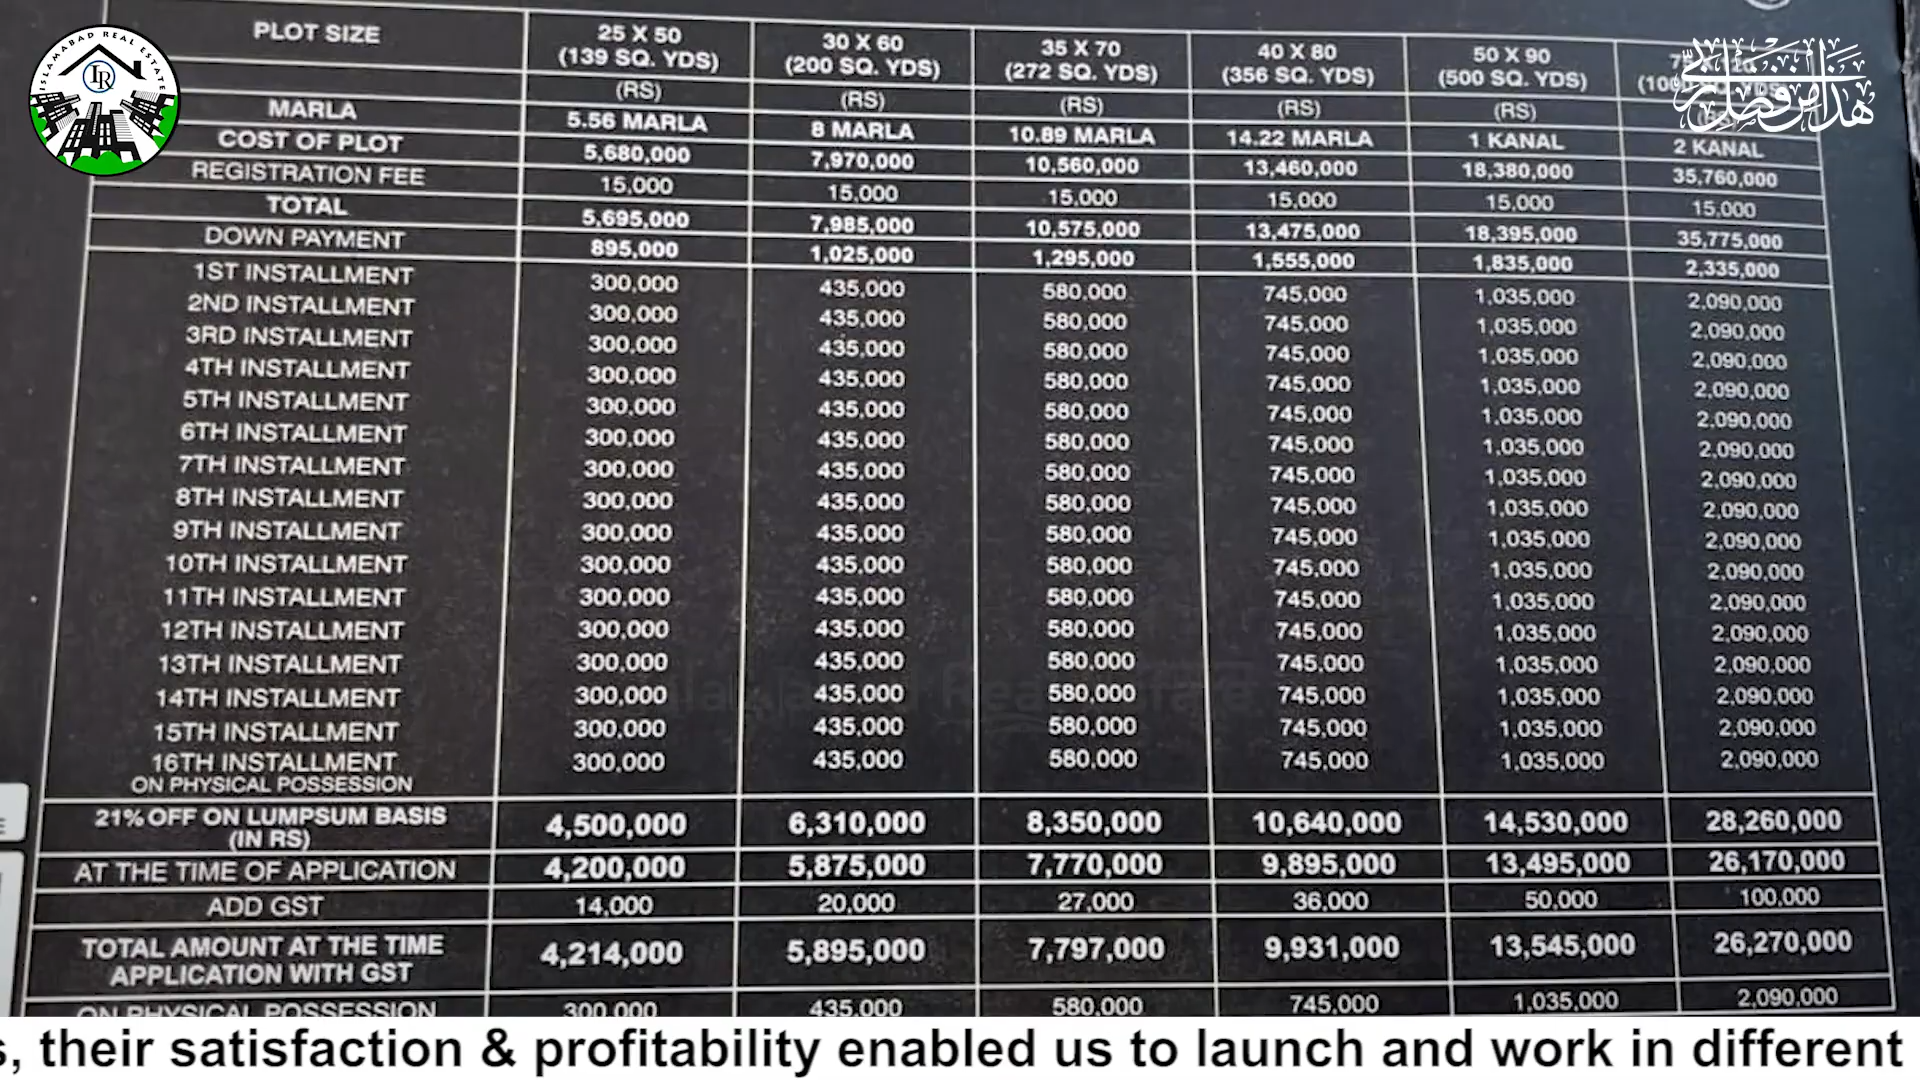 ISLAMABAD REAL ESTATE
IR
هذا من فضل ربي
PLOT SIZE 25 X 50 30 X 60 35 X 70 40 X 80 50 X 90
(139 SQ. YDS) (200 SQ. YDS) (272 SQ. YDS) (356 SQ. YDS) (500 SQ. YDS)
(RS) (RS) (RS) (RS) (RS)
MARLA 5.56 MARLA 8 MARLA 10.89 MARLA 14.22 MARLA 1 KANAL 2 KANAL
COST OF PLOT 5,680,000 7,970,000 10,560,000 13,460,000 18,380,000 35,760,000
REGISTRATION FEE 15,000 15,000 15,000 15,000 15,000 15,000
TOTAL 5,695,000 7,985,000 10,575,000 13,475,000 18,395,000 35,775,000
DOWN PAYMENT 895,000 1,025,000 1,295,000 1,555,000 1,835,000 2,335,000
1ST INSTALLMENT 300,000 435,000 580,000 745,000 1,035,000 2,090,000
2ND INSTALLMENT 300,000 435,000 580,000 745,000 1,035,000 2,090,000
3RD INSTALLMENT 300,000 435,000 580,000 745,000 1,035,000 2,090,000
4TH INSTALLMENT 300,000 435,000 580,000 745,000 1,035,000 2,090,000
5TH INSTALLMENT 300,000 435,000 580,000 745,000 1,035,000 2,090,000
6TH INSTALLMENT 300,000 435,000 580,000 745,000 1,035,000 2,090,000
7TH INSTALLMENT 300,000 435,000 580,000 745,000 1,035,000 2,090,000
8TH INSTALLMENT 300,000 435,000 580,000 745,000 1,035,000 2,090,000
9TH INSTALLMENT 300,000 435,000 580,000 745,000 1,035,000 2,090,000
10TH INSTALLMENT 300,000 435,000 580,000 745,000 1,035,000 2,090,000
11TH INSTALLMENT 300,000 435,000 580,000 745,000 1,035,000 2,090,000
12TH INSTALLMENT 300,000 435,000 580,000 745,000 1,035,000 2,090,000
13TH INSTALLMENT 300,000 435,000 580,000 745,000 1,035,000 2,090,000
14TH INSTALLMENT 300,000 435,000 580,000 745,000 1,035,000 2,090,000
15TH INSTALLMENT 300,000 435,000 580,000 745,000 1,035,000 2,090,000
16TH INSTALLMENT 300,000 435,000 580,000 745,000 1,035,000 2,090,000
ON PHYSICAL POSSESSION
21% OFF ON LUMPSUM BASIS
(IN RS) 4,500,000 6,310,000 8,350,000 10,640,000 14,530,000 28,260,000
AT THE TIME OF APPLICATION 4,200,000 5,875,000 7,770,000 9,895,000 13,495,000 26,170,000
ADD GST 14,000 20,000 27,000 36,000 50,000 100,000
TOTAL AMOUNT AT THE TIME
APPLICATION WITH GST 4,214,000 5,895,000 7,797,000 9,931,000 13,545,000 26,270,000
ON PHYSICAL POSSESSION 300,000 435,000 580,000 745,000 1,035,000 2,090,000
s, their satisfaction & profitability enabled us to launch and work in different